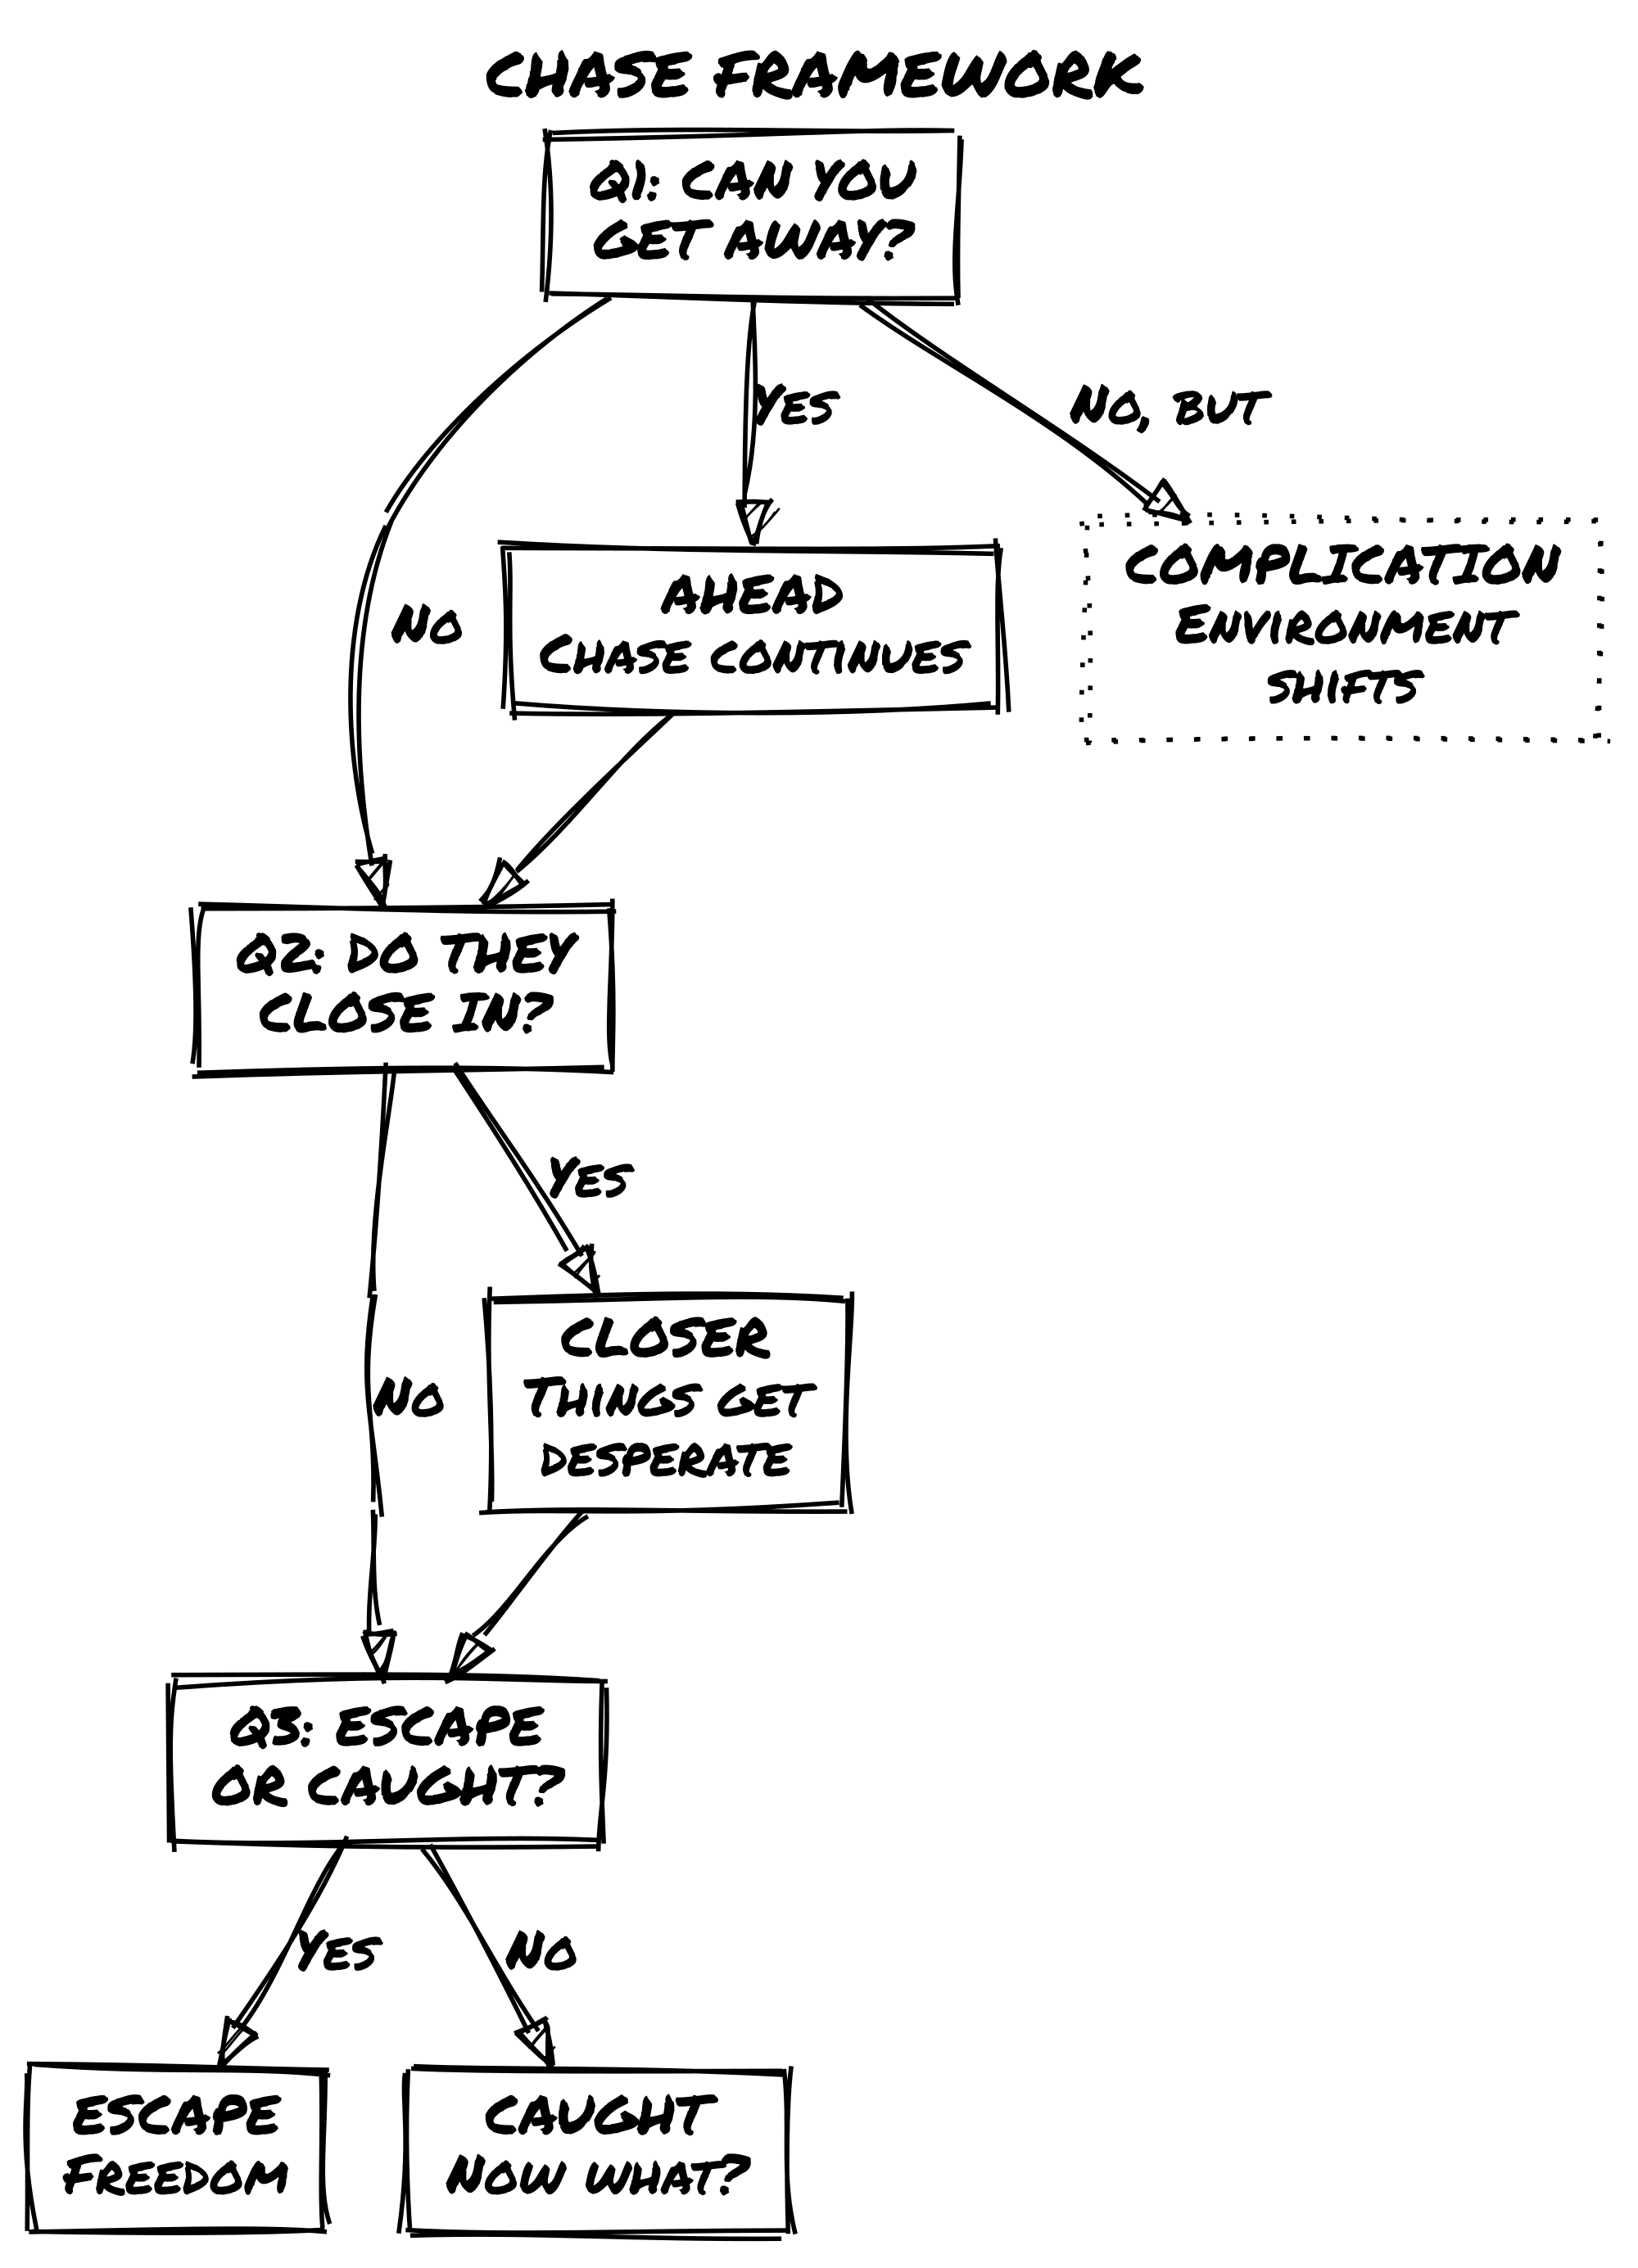 CHASE FRAMEWORK
Q1: CAN YOU
GET AWAY?
Yes
No, but
COMPLICATION
Environment
shifts
AHEAD
Chase continues
No
Q2: DO THEY
CLOSE IN?
Yes
CLOSER
Things get
desperate
No
Q3: ESCAPE
OR CAUGHT?
Yes
No
ESCAPE
Freedom
CAUGHT
Now what?